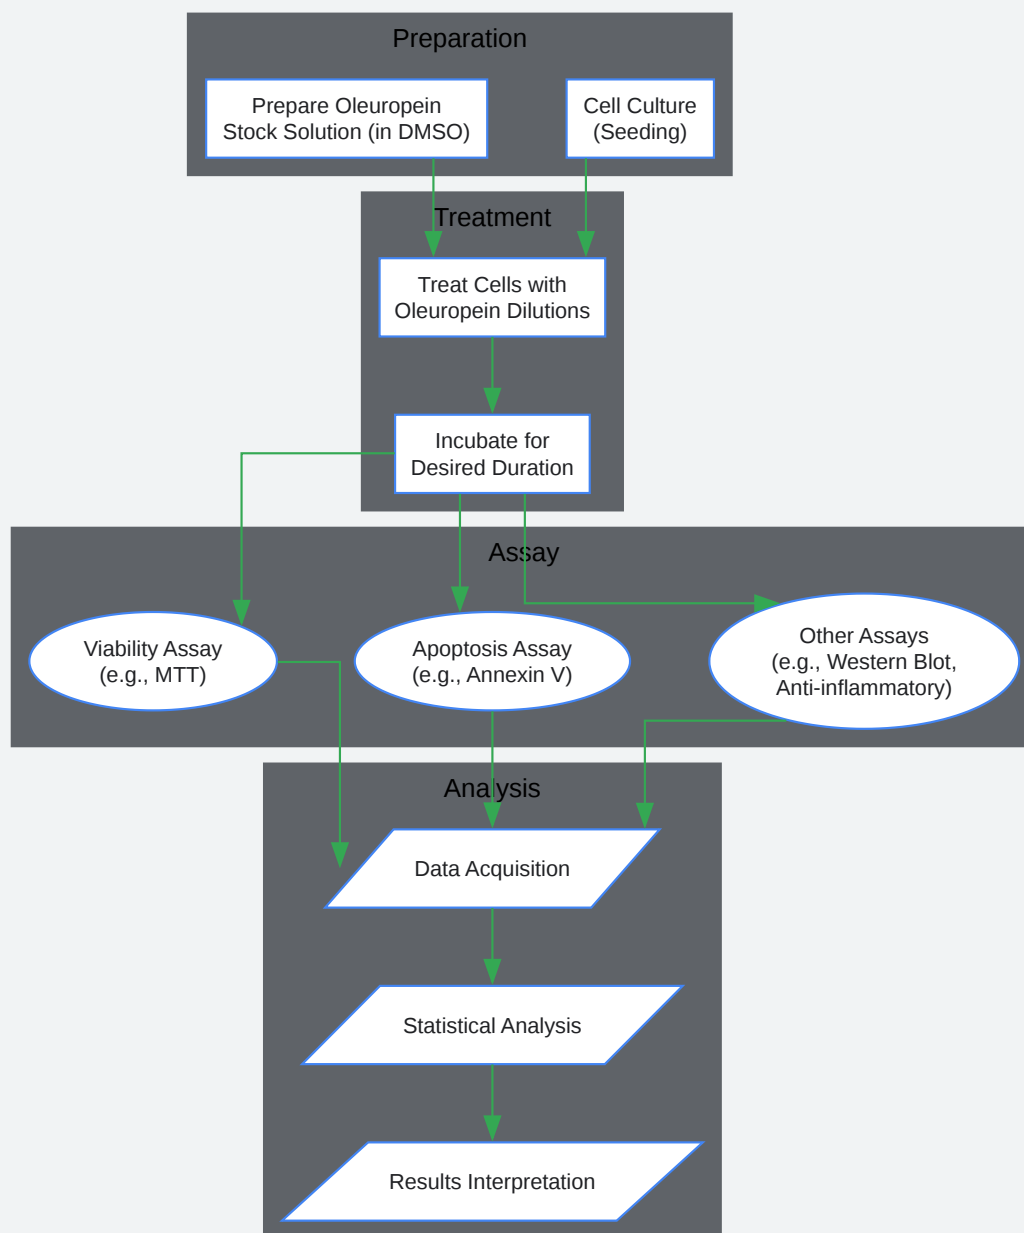 Preparation
Prepare Oleuropein
Stock Solution (in DMSO)
Cell Culture
(Seeding)
Treatment
Treat Cells with
Oleuropein Dilutions
Incubate for
Desired Duration
Assay
Viability Assay
(e.g., MTT)
Apoptosis Assay
(e.g., Annexin V)
Other Assays
(e.g., Western Blot,
Anti-inflammatory)
Analysis
Data Acquisition
Statistical Analysis
Results Interpretation